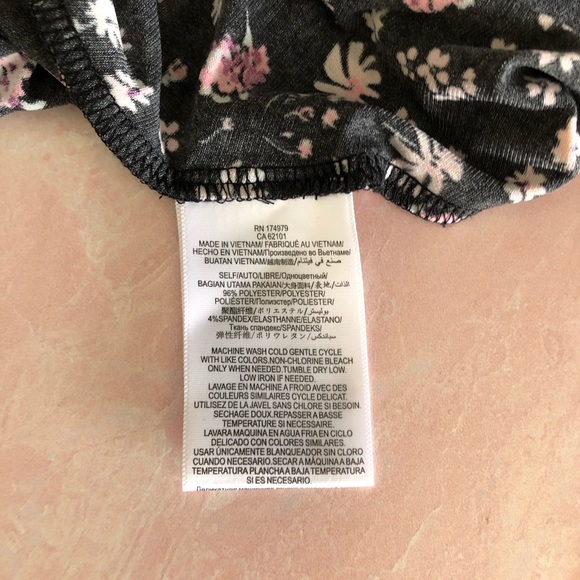 RN 174979
CA 62101
MADE IN VIETNAM/ FABRIQUÉ AU VIETNAM/
HECHO EN VIETNAM/Произведено во Вьетнаме/
BUATAN VIETNAM/越南制造/صنع في فيتنام
SELF/AUTO/LIBRE/Одноцветный/
BAGIAN UTAMA PAKAIAN/大身面料/表地/الذات
96% POLYESTER/POLYESTER/
POLIÉSTER/Полиэстер/POLIESTER/
聚酯纤维/ポリエステル/بوليستر
4%SPANDEX/ELASTHANNE/ELASTANO/
Ткань спандекс/SPANDEKS/
弹性纤维/ポリウレタン/سباندكس
MACHINE WASH COLD GENTLE CYCLE
WITH LIKE COLORS.NON-CHLORINE BLEACH
ONLY WHEN NEEDED.TUMBLE DRY LOW.
LOW IRON IF NEEDED.
LAVAGE EN MACHINE A FROID AVEC DES
COULEURS SIMILAIRES CYCLE DELICAT.
UTILISEZ DE LA JAVEL SANS CHLORE SI BESOIN.
SECHAGE DOUX.REPASSER A BASSE
TEMPERATURE SI NECESSAIRE.
LAVARA MAQUINA EN AGUA FRIA EN CICLO
DELICADO CON COLORES SIMILARES.
USAR ÚNICAMENTE BLANQUEADOR SIN CLORO
CUANDO NECESARIO.SECAR A MÁQUINA A BAJA
TEMPERATURA PLANCHA A BAJA TEMPERATURA
SI ES NECESARIO.